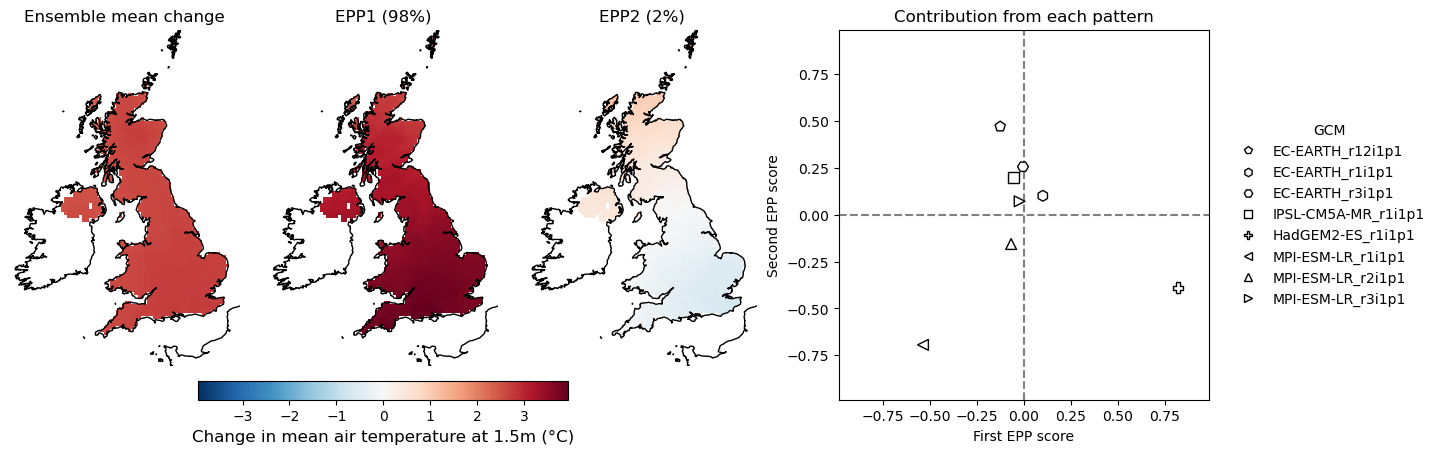 Ensemble mean change
EPP1 (98%)
EPP2 (2%)
Contribution from each pattern
−3
−2
−1
0
1
2
3
Change in mean air temperature at 1.5m (°C)
Second EPP score
0.75
0.50
0.25
0.00
−0.25
−0.50
−0.75
−0.75
−0.50
−0.25
0.00
0.25
0.50
0.75
First EPP score
GCM
EC-EARTH_r12i1p1
EC-EARTH_r1i1p1
EC-EARTH_r3i1p1
IPSL-CM5A-MR_r1i1p1
HadGEM2-ES_r1i1p1
MPI-ESM-LR_r1i1p1
MPI-ESM-LR_r2i1p1
MPI-ESM-LR_r3i1p1